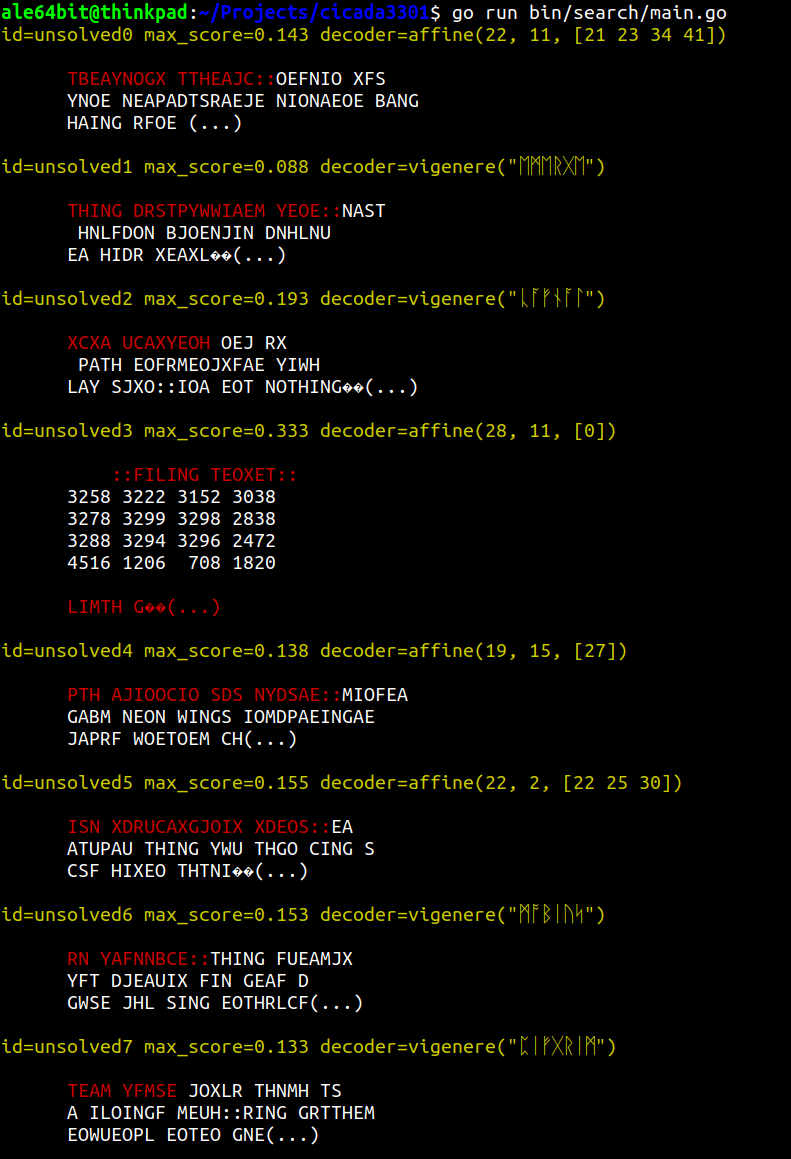 ale64bit@thinkpad:~/Projects/cicada3301$ go run bin/search/main.go
id=unsolved0 max_score=0.143 decoder=affine(22, 11, [21 23 34 41])
TBEAYNOGX TTHEAJC::OEFNIO XFS
YNOE NEAPADTSRAEJE NIONAEOE BANG
HAING RFOE (...)
id=unsolved1 max_score=0.088 decoder=vigenere("ᛖᛗᛖᚱᚷᛖ")
THING DRSTPYWWIAEM YEOE::NAST
HNLFDON BJOENJIN DNHLNU
EA HIDR XEAXL��(...)
id=unsolved2 max_score=0.193 decoder=vigenere("ᚳᚪᚠᚾᚪᛚ")
XCXA UCAXYEOH OEJ RX
PATH EOFRMEOJXFAE YIWH
LAY SJXO::IOA EOT NOTHING��(...)
id=unsolved3 max_score=0.333 decoder=affine(28, 11, [0])
::FILING TEOXET::
3258 3222 3152 3038
3278 3299 3298 2838
3288 3294 3296 2472
4516 1206 708 1820
LIMTH G��(...)
id=unsolved4 max_score=0.138 decoder=affine(19, 15, [27])
PTH AJIOOCIO SDS NYDSAE::MIOFEA
GABM NEON WINGS IOMDPAEINGAE
JAPRF WOETOEM CH(...)
id=unsolved5 max_score=0.155 decoder=affine(22, 2, [22 25 30])
ISN XDRUCAXGJOIX XDEOS::EA
ATUPAU THING YWU THGO CING S
CSF HIXEO THTNI��(...)
id=unsolved6 max_score=0.153 decoder=vigenere("ᛗᚩᛒᛁᚢᛋ")
RN YAFNNBCE::THING FUEAMJX
YFT DJEAUIX FIN GEAF D
GWSE JHL SING EOTHRLCF(...)
id=unsolved7 max_score=0.133 decoder=vigenere("ᛈᛁᚠᚷᚱᛁᛗ")
TEAM YFMSE JOXLR THNMH TS
A ILOINGF MEUH::RING GRTTHEM
EOWUEOPL EOTEO GNE(...)